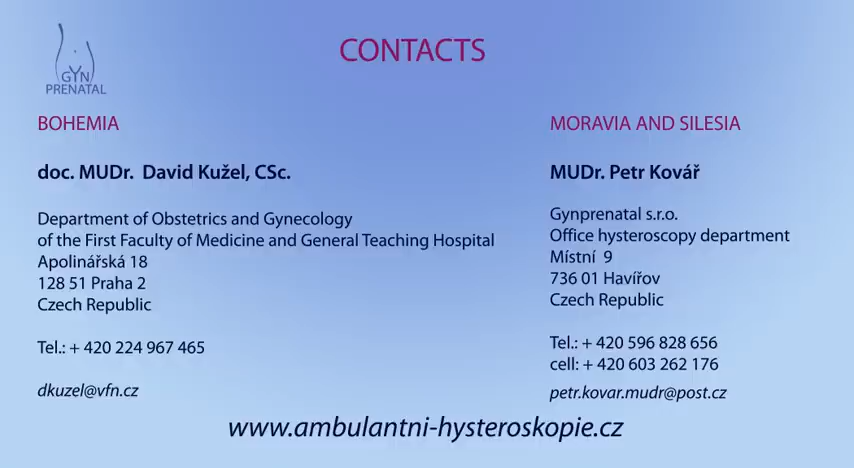 GYN
PRENATAL
CONTACTS
BOHEMIA
doc. MUDr. David Kužel, CSc.
Department of Obstetrics and Gynecology
of the First Faculty of Medicine and General Teaching Hospital
Apolinářská 18
128 51 Praha 2
Czech Republic
Tel.: + 420 224 967 465
dkuzel@vfn.cz
MORAVIA AND SILESIA
MUDr. Petr Kovář
Gynprenatal s.r.o.
Office hysteroscopy department
Místní 9
736 01 Havířov
Czech Republic
Tel.: + 420 596 828 656
cell: + 420 603 262 176
petr.kovar.mudr@post.cz
www.ambulantni-hysteroskopie.cz